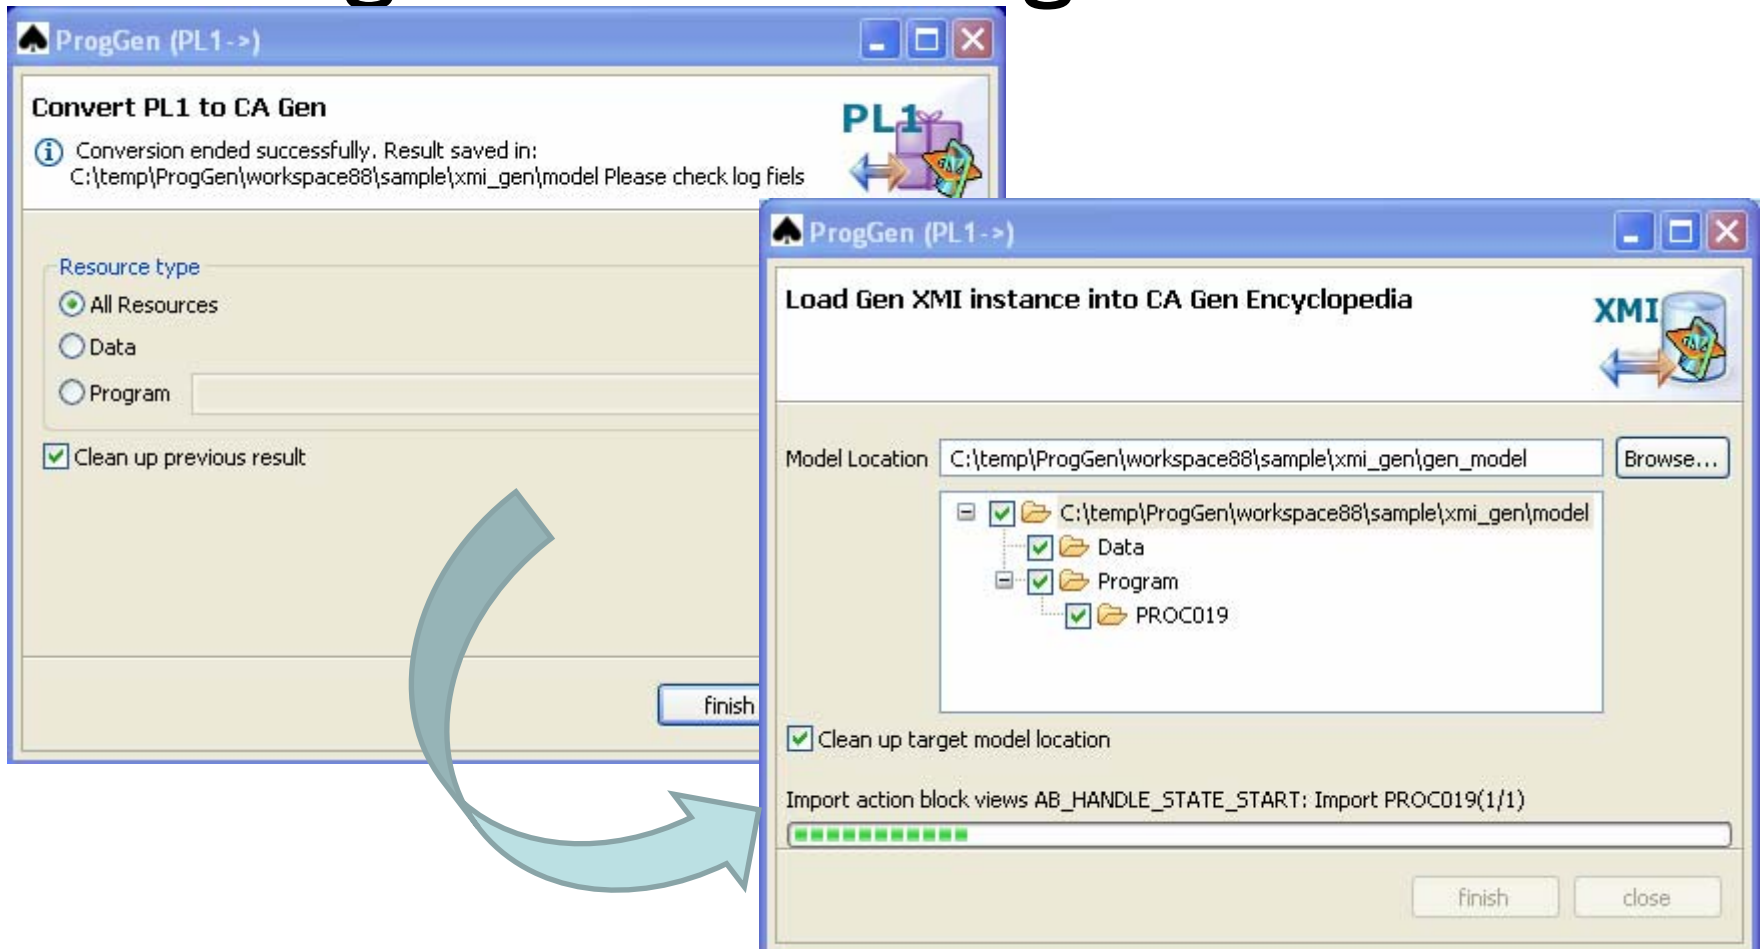 ProgGen (PL1->)
Convert PL1 to CA Gen
PL1
Conversion ended successfully. Result saved in:
C:\temp\ProgGen\workspace88\sample\xmi_gen\model Please check log fiels
Resource type
All Resources
Data
Program
Clean up previous result
finish
ProgGen (PL1->)
Load Gen XMI instance into CA Gen Encyclopedia
XMI
Model Location C:\temp\ProgGen\workspace88\sample\xmi_gen\gen_model Browse...
C:\temp\ProgGen\workspace88\sample\xmi_gen\model
Data
Program
PROC019
Clean up target model location
Import action block views AB_HANDLE_STATE_START: Import PROC019(1/1)
finish close